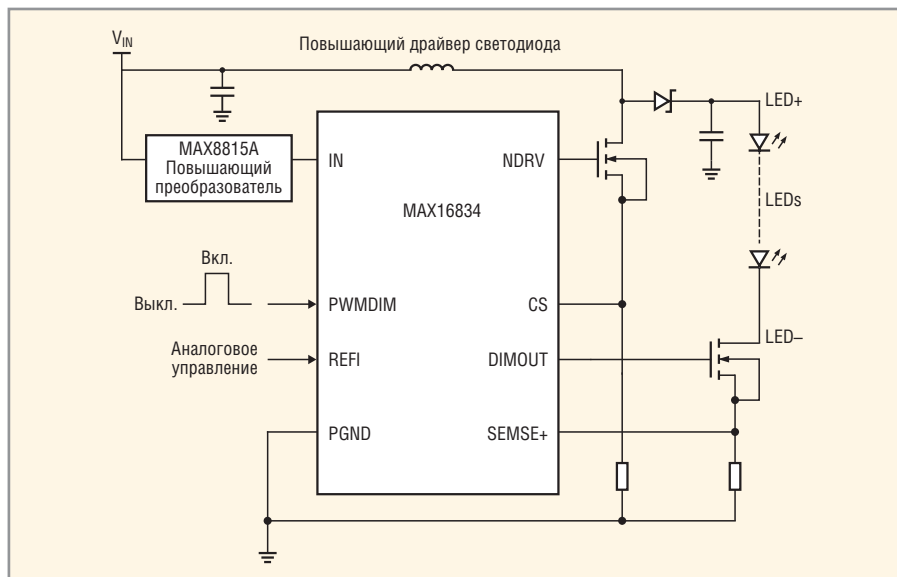 VIN
Повышающий драйвер светодиода
LED+
MAX8815A
Повышающий
преобразователь
IN
NDRV
MAX16834
LEDs
Вкл.
Выкл.
PWMDIM
CS
LED–
Аналоговое
управление
REFI
DIMOUT
PGND
SEMSE+